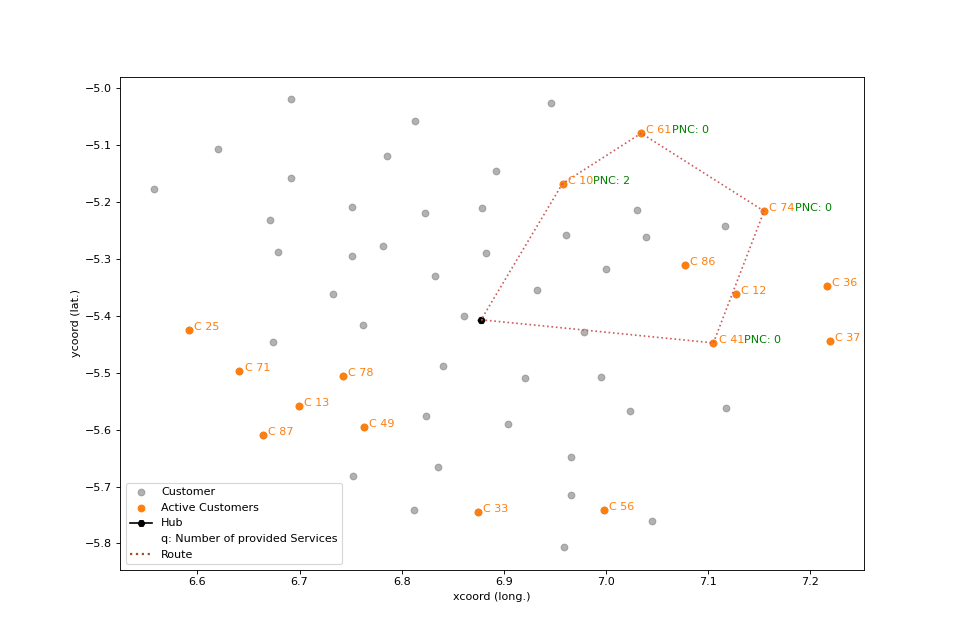 −5.0
−5.1
−5.2
−5.3
−5.4
−5.5
−5.6
−5.7
−5.8
ycoord (lat.)
C 61PNC: 0
C 10PNC: 2
C 74PNC: 0
C 86
C 36
C 12
C 25
C 41PNC: 0
C 37
C 71
C 78
C 13
C 49
C 87
C 33
C 56
Customer
Active Customers
Hub
q: Number of provided Services
Route
6.6 6.7 6.8 6.9 7.0 7.1 7.2
xcoord (long.)